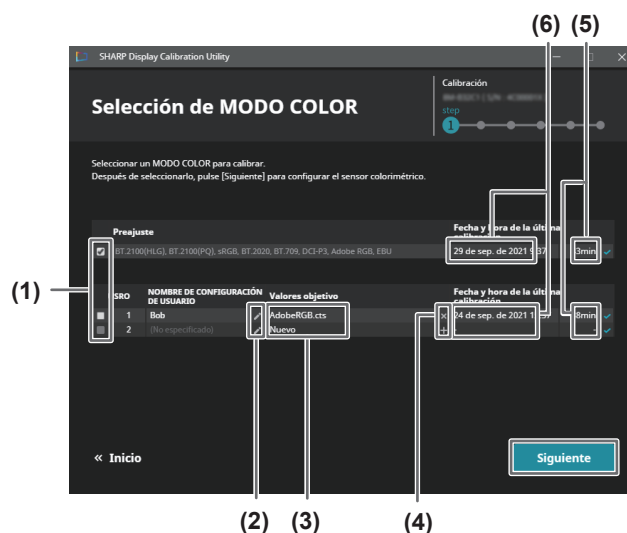 (6) (5)
SHARP Display Calibration Utility
Selección de MODO COLOR
Calibración
step
1
Seleccionar un MODO COLOR para calibrar.
Después de seleccionarlo, pulse [Siguiente] para configurar el sensor colorimétrico.
Preajuste
Fecha y hora de la última
calibración
BT.2100(HLG), BT.2100(PQ), sRGB, BT.2020, BT.709, DCI-P3, Adobe RGB, EBU
29 de sep. de 2021 9:37
3min
(1)
SRO
NOMBRE DE CONFIGURACIÓN
DE USUARIO
Valores objetivo
Fecha y hora de la última
calibración
1 Bob AdobeRGB.cts 24 de sep. de 2021 8min
2 (No especificado) Nuevo - -
« Inicio
Siguiente
(2) (3) (4)